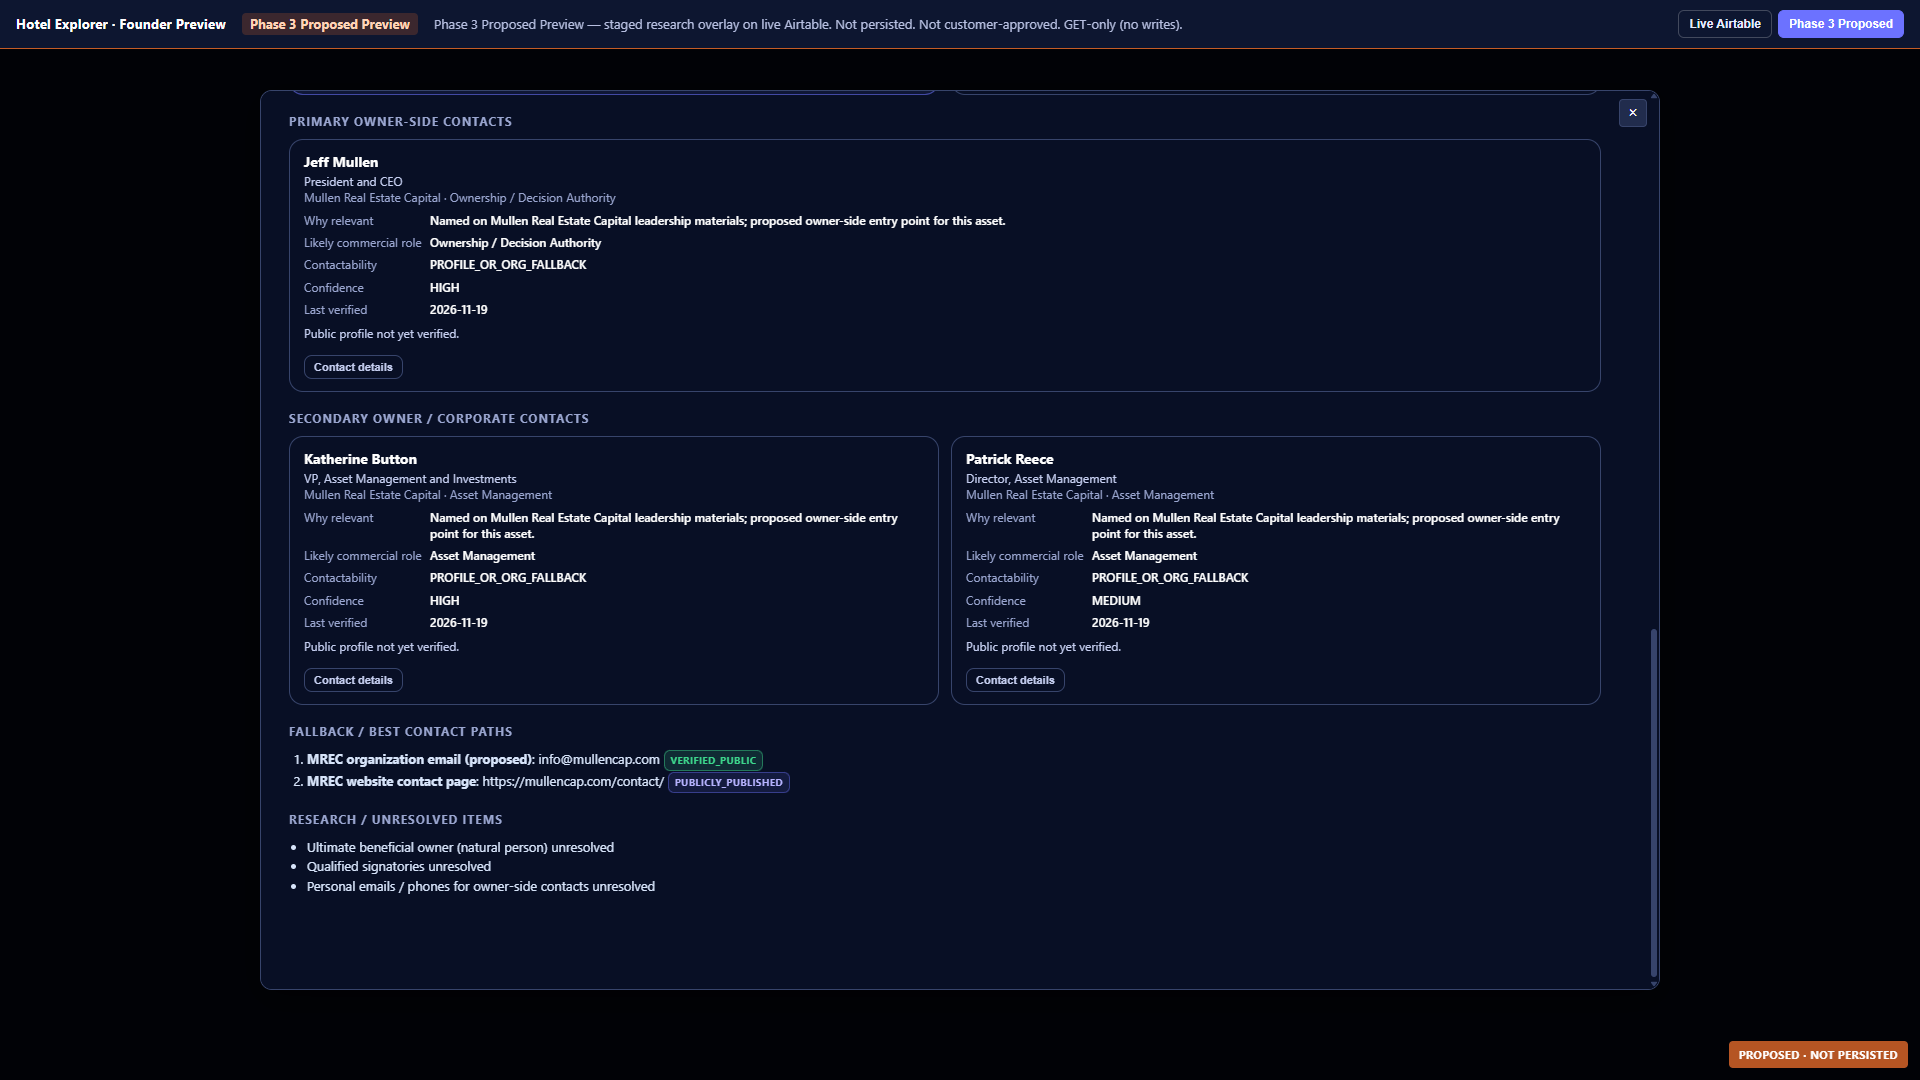 Hotel Explorer · Founder Preview
Phase 3 Proposed Preview
Phase 3 Proposed Preview — staged research overlay on live Airtable. Not persisted. Not customer-approved. GET-only (no writes).
Live Airtable
Phase 3 Proposed
×
PRIMARY OWNER-SIDE CONTACTS
Jeff Mullen
President and CEO
Mullen Real Estate Capital · Ownership / Decision Authority
Why relevant Named on Mullen Real Estate Capital leadership materials; proposed owner-side entry point for this asset.
Likely commercial role Ownership / Decision Authority
Contactability PROFILE_OR_ORG_FALLBACK
Confidence HIGH
Last verified 2026-11-19
Public profile not yet verified.
Contact details
SECONDARY OWNER / CORPORATE CONTACTS
Katherine Button
VP, Asset Management and Investments
Mullen Real Estate Capital · Asset Management
Why relevant Named on Mullen Real Estate Capital leadership materials; proposed owner-side entry
point for this asset.
Likely commercial role Asset Management
Contactability PROFILE_OR_ORG_FALLBACK
Confidence HIGH
Last verified 2026-11-19
Public profile not yet verified.
Contact details
Patrick Reece
Director, Asset Management
Mullen Real Estate Capital · Asset Management
Why relevant Named on Mullen Real Estate Capital leadership materials; proposed owner-side entry
point for this asset.
Likely commercial role Asset Management
Contactability PROFILE_OR_ORG_FALLBACK
Confidence MEDIUM
Last verified 2026-11-19
Public profile not yet verified.
Contact details
FALLBACK / BEST CONTACT PATHS
1. MREC organization email (proposed): info@mullencap.com VERIFIED_PUBLIC
2. MREC website contact page: https://mullencap.com/contact/ PUBLICLY_PUBLISHED
RESEARCH / UNRESOLVED ITEMS
• Ultimate beneficial owner (natural person) unresolved
• Qualified signatories unresolved
• Personal emails / phones for owner-side contacts unresolved
PROPOSED · NOT PERSISTED